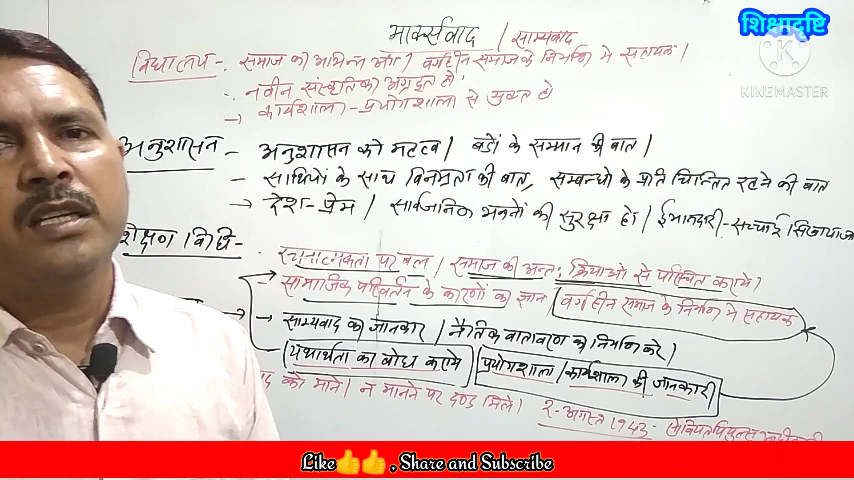 शिक्षादृष्टि
KINEMASTER
मार्क्सवाद / साम्यवाद
विद्यालय -. समाज का अभिन्न अंग। वर्गहीन समाज के निर्माण मे सहायक।
∴ नवीन संस्कृति का अग्रदूत हो
→ कार्यशाला - प्रयोगशाला से युक्त हो
अनुशासन - अनुशासन को महत्व। बडों के सम्मान की बात।
- साथियों के साथ विनम्रता की बात, सम्बन्धो के प्रति चिन्तित रहने की बात
→ देश-प्रेम / सार्वजनिक भवनों की सुरक्षा हो। ईमानदारी-सच्चाई
शिक्षण विधि - रचनात्मकता पर बल। समाज की अन्तः क्रियाओ से परिचित कराये।
- सामाजिक परिवर्तन के कारणों का ज्ञान वर्गहीन समाज के निर्माण मे सहायक
→ साम्यवाद का जानकार / नैतिक वातावरण का निर्माण करे।
यथार्थता का बोध कराये प्रयोगशाला / कार्यशाला की जानकारी
को माने। न मानने पर दण्ड मिले। 2-अगस्त 1943-
Like👍👍 , Share and Subscribe